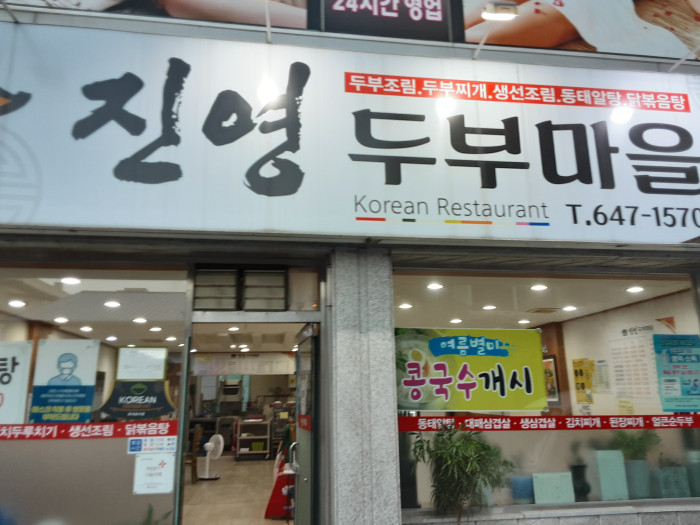 24시간 영업
두부조림.두부찌개.생선조림.동태알탕.닭볶음탕
진영 두부마을
Korean Restaurant T.647-1570
여름별미
콩국수개시
탕
KOREAN
치두루치기 · 생선조림 · 닭볶음탕
동태알탕 · 대패삼겹살 · 생삼겹살 · 김치찌개 · 된장찌개 · 얼큰순두부